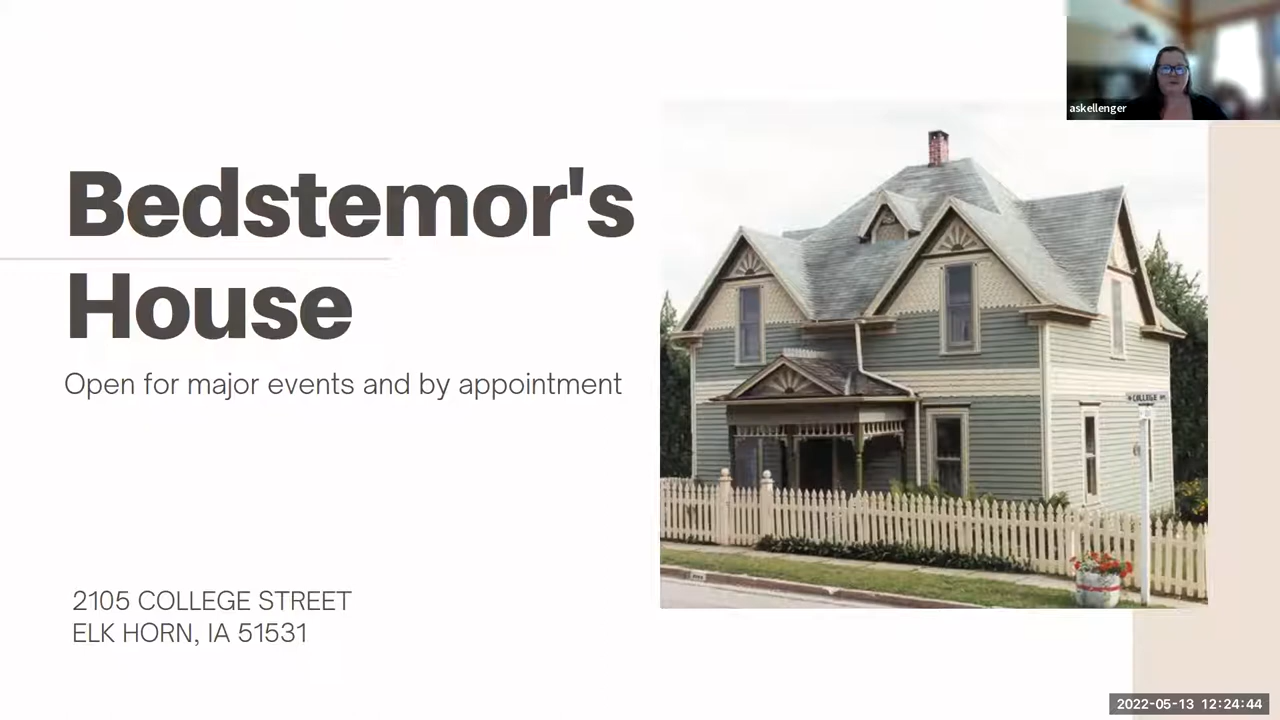 askellenger
Bedstemor's
House
Open for major events and by appointment
COLLEGE
2105 COLLEGE STREET
ELK HORN, IA 51531
2022-05-13 12:24:44